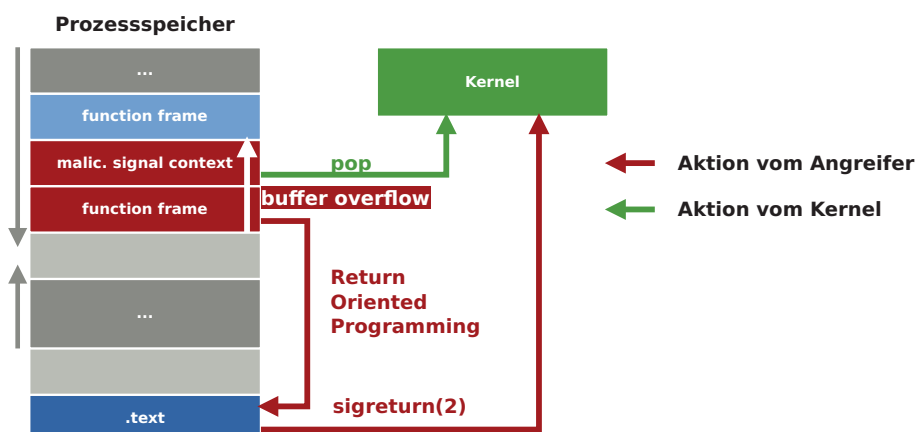 Prozessspeicher
...
function frame
malic. signal context
function frame
...
.text
Kernel
pop
buffer overflow
Return
Oriented
Programming
sigreturn(2)
Aktion vom Angreifer
Aktion vom Kernel